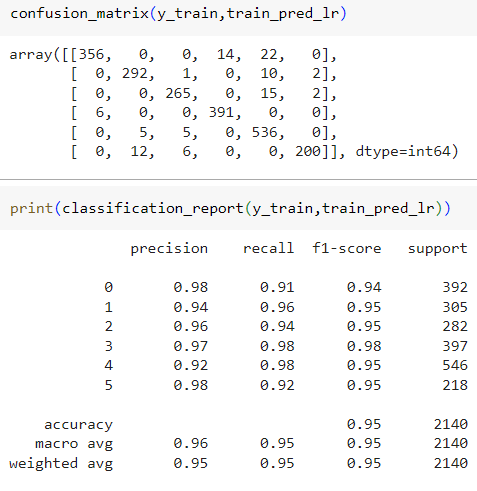 confusion_matrix(y_train,train_pred_lr)
array([[356,   0,   0,  14,  22,   0],
       [  0, 292,   1,   0,  10,   2],
       [  0,   0, 265,   0,  15,   2],
       [  6,   0,   0, 391,   0,   0],
       [  0,   5,   5,   0, 536,   0],
       [  0,  12,   6,   0,   0, 200]], dtype=int64)
print(classification_report(y_train,train_pred_lr))
              precision    recall  f1-score   support
           0       0.98      0.91      0.94       392
           1       0.94      0.96      0.95       305
           2       0.96      0.94      0.95       282
           3       0.97      0.98      0.98       397
           4       0.92      0.98      0.95       546
           5       0.98      0.92      0.95       218
    accuracy                           0.95      2140
   macro avg       0.96      0.95      0.95      2140
weighted avg       0.95      0.95      0.95      2140